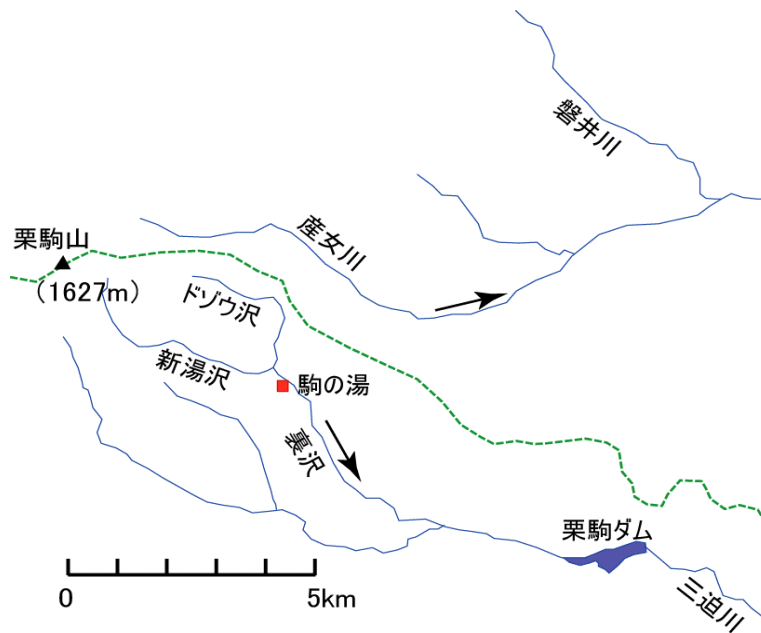 磐井川
産女川
栗駒山
（1627m）
ドゾウ沢
新湯沢
駒の湯
裏沢
栗駒ダム
三迫川
0
5km